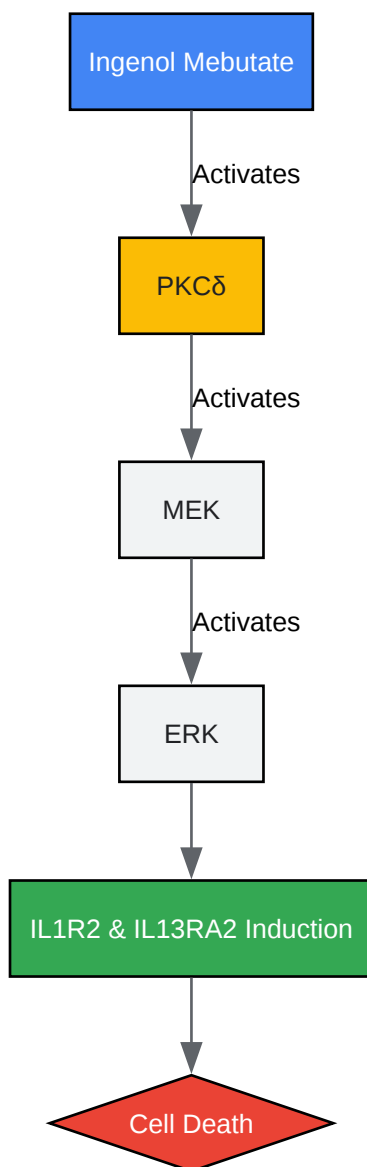 Ingenol Mebutate
Activates
PKCδ
Activates
MEK
Activates
ERK
IL1R2 & IL13RA2 Induction
Cell Death